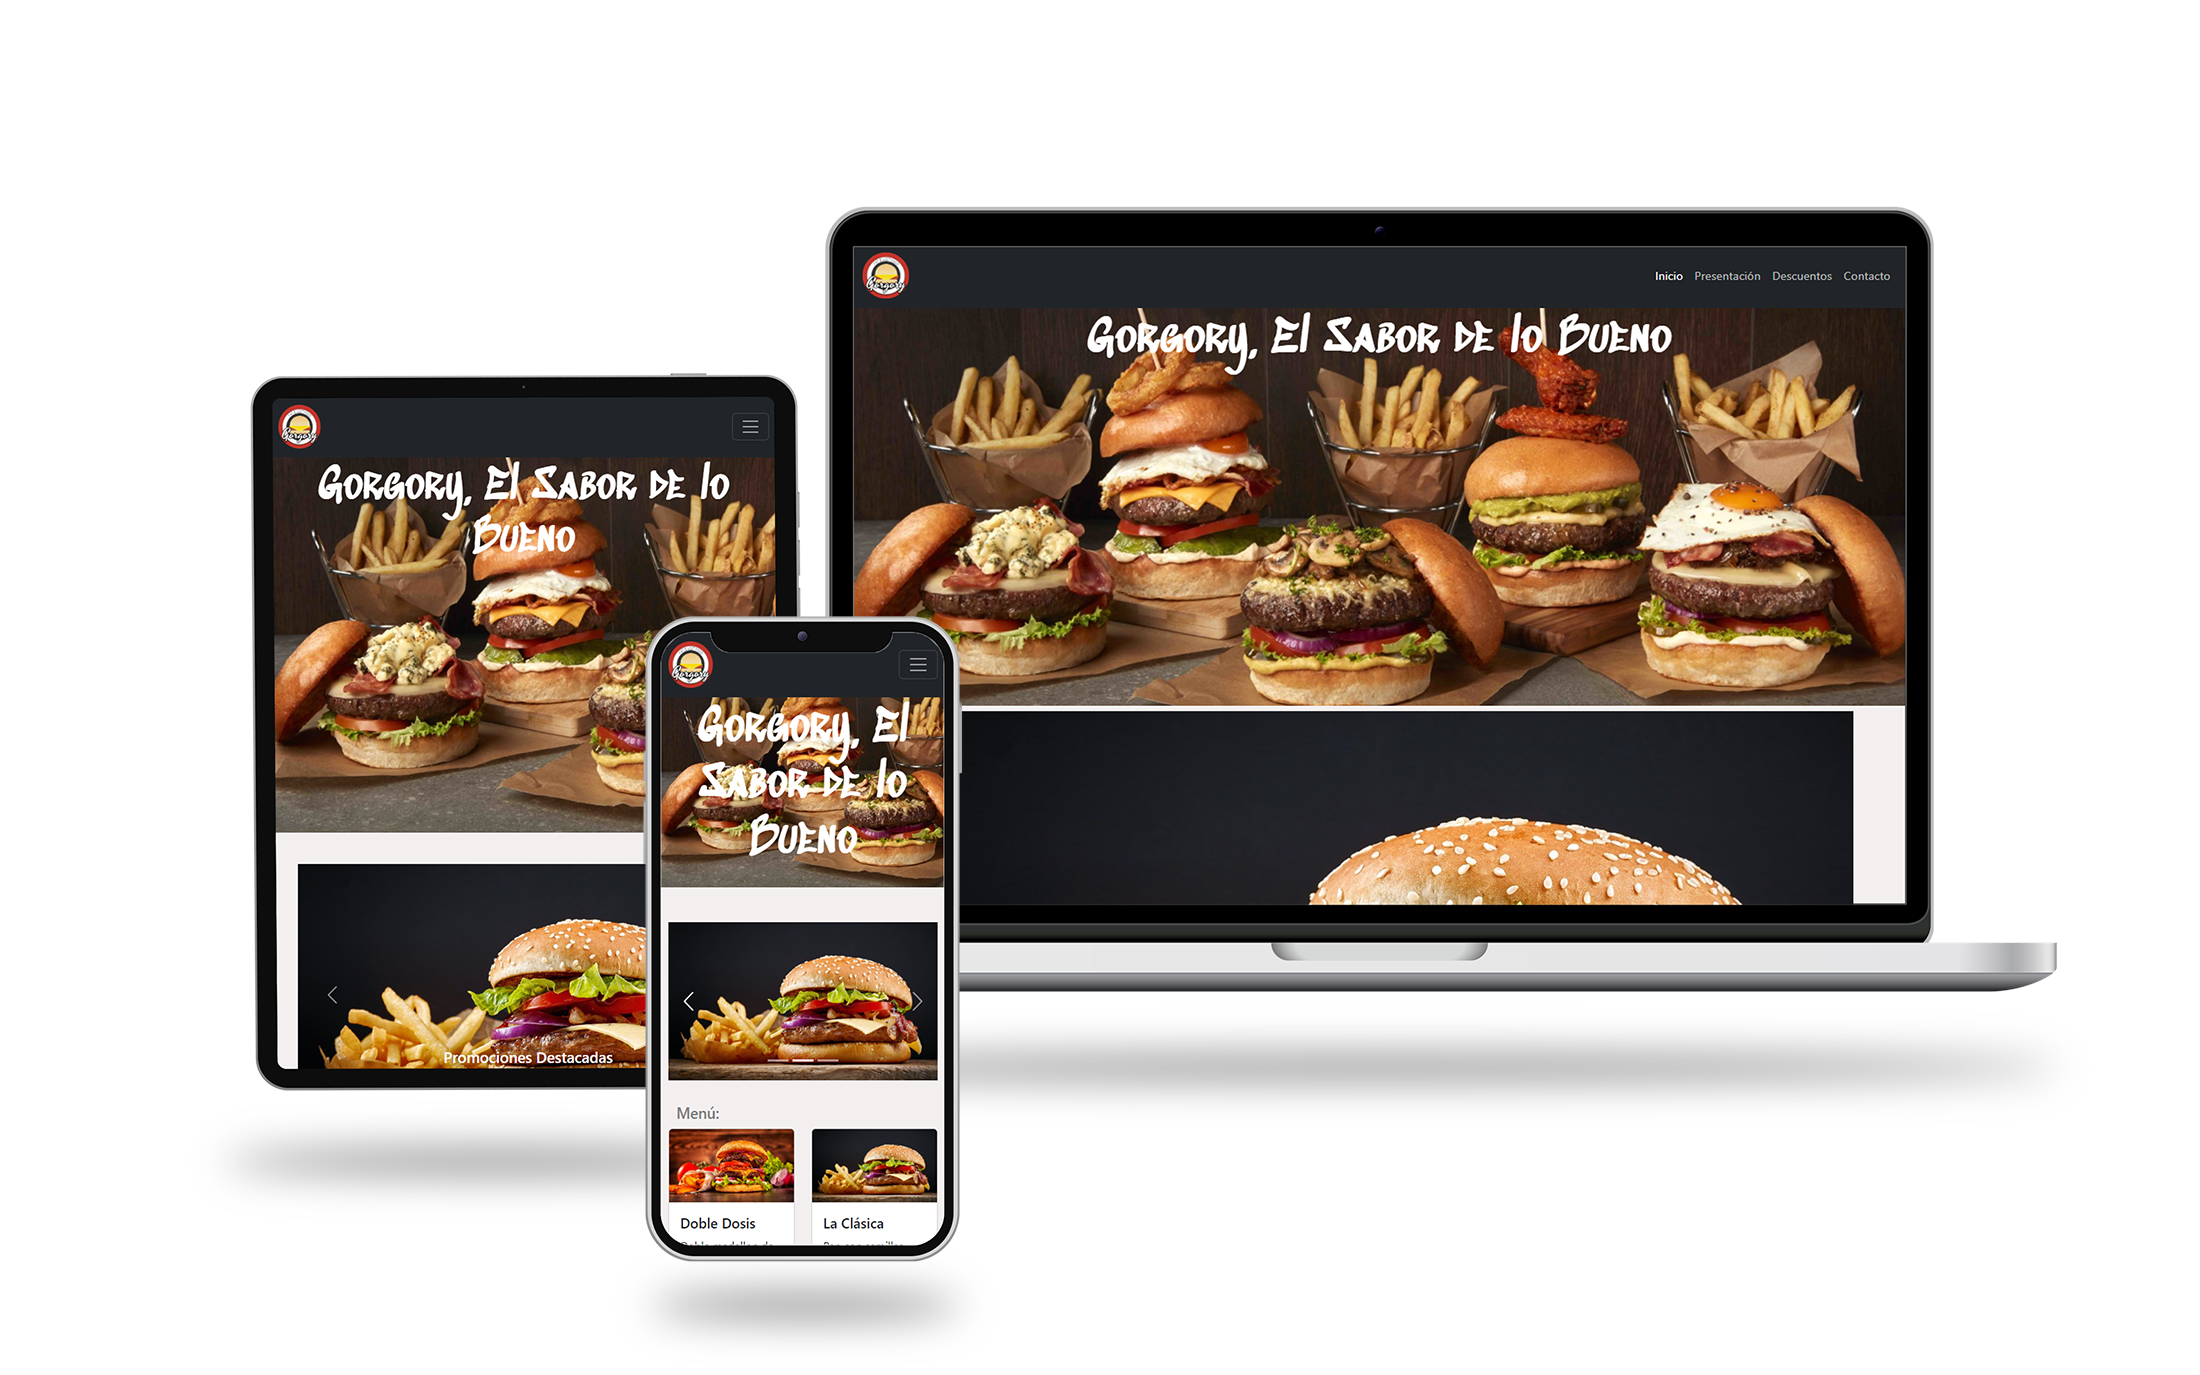 Gorgory
Inicio Presentación Descuentos Contacto
Gorgory, El Sabor de lo Bueno
Gorgory
Gorgory, El Sabor de lo
Bueno
Promociones Destacadas
Gorgory
Gorgory, El
Sabor de lo
Bueno
Menú:
Doble Dosis
La Clásica